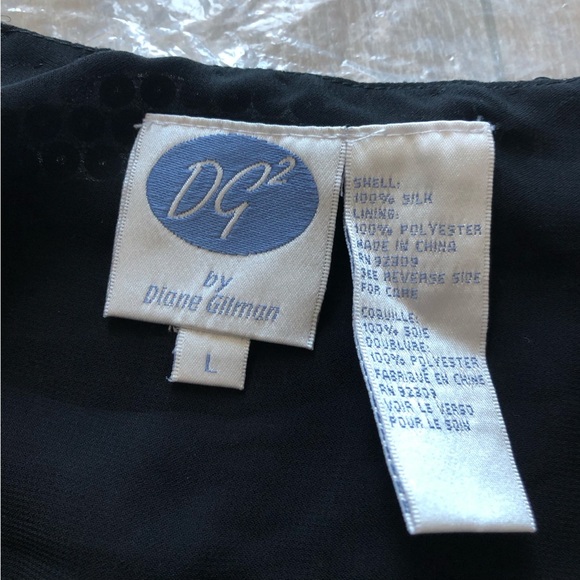 DG2
by
Diane Gilman
L
SHELL:
100% SILK
LINING:
100% POLYESTER
MADE IN CHINA
RN 92309
SEE REVERSE SIDE
FOR CARE
COQUILLE:
100% SOIE
DOUBLURE:
100% POLYESTER
FABRIQUÉ EN CHINE
RN 92309
VOIR LE VERSO
POUR LE SOIN